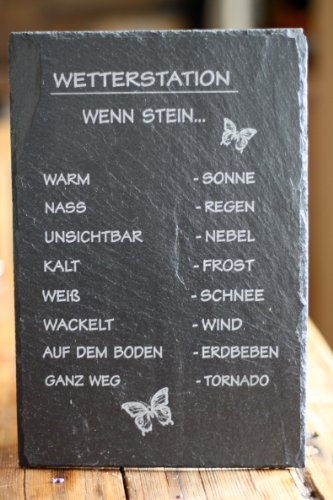 WETTERSTATION
WENN STEIN...
WARM - SONNE
NASS - REGEN
UNSICHTBAR - NEBEL
KALT - FROST
WEIß - SCHNEE
WACKELT - WIND
AUF DEM BODEN - ERDBEBEN
GANZ WEG - TORNADO